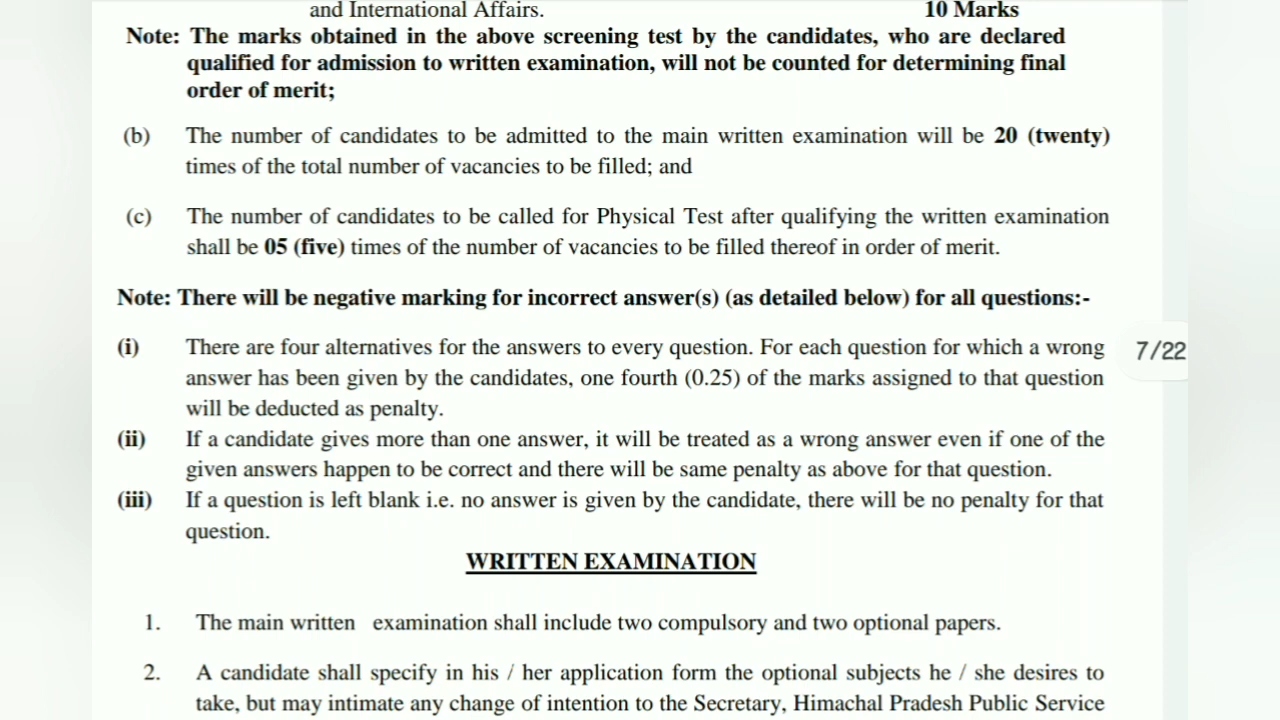 and International Affairs. 10 Marks
Note: The marks obtained in the above screening test by the candidates, who are declared
qualified for admission to written examination, will not be counted for determining final
order of merit;
(b) The number of candidates to be admitted to the main written examination will be 20 (twenty)
times of the total number of vacancies to be filled; and
(c) The number of candidates to be called for Physical Test after qualifying the written examination
shall be 05 (five) times of the number of vacancies to be filled thereof in order of merit.
Note: There will be negative marking for incorrect answer(s) (as detailed below) for all questions:-
(i) There are four alternatives for the answers to every question. For each question for which a wrong
answer has been given by the candidates, one fourth (0.25) of the marks assigned to that question
will be deducted as penalty.
7/22
(ii) If a candidate gives more than one answer, it will be treated as a wrong answer even if one of the
given answers happen to be correct and there will be same penalty as above for that question.
(iii) If a question is left blank i.e. no answer is given by the candidate, there will be no penalty for that
question.
WRITTEN EXAMINATION
1. The main written examination shall include two compulsory and two optional papers.
2. A candidate shall specify in his / her application form the optional subjects he / she desires to
take, but may intimate any change of intention to the Secretary, Himachal Pradesh Public Service